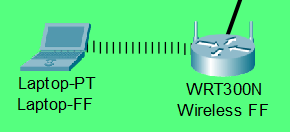 Laptop-PT
Laptop-FF
WRT300N
Wireless FF